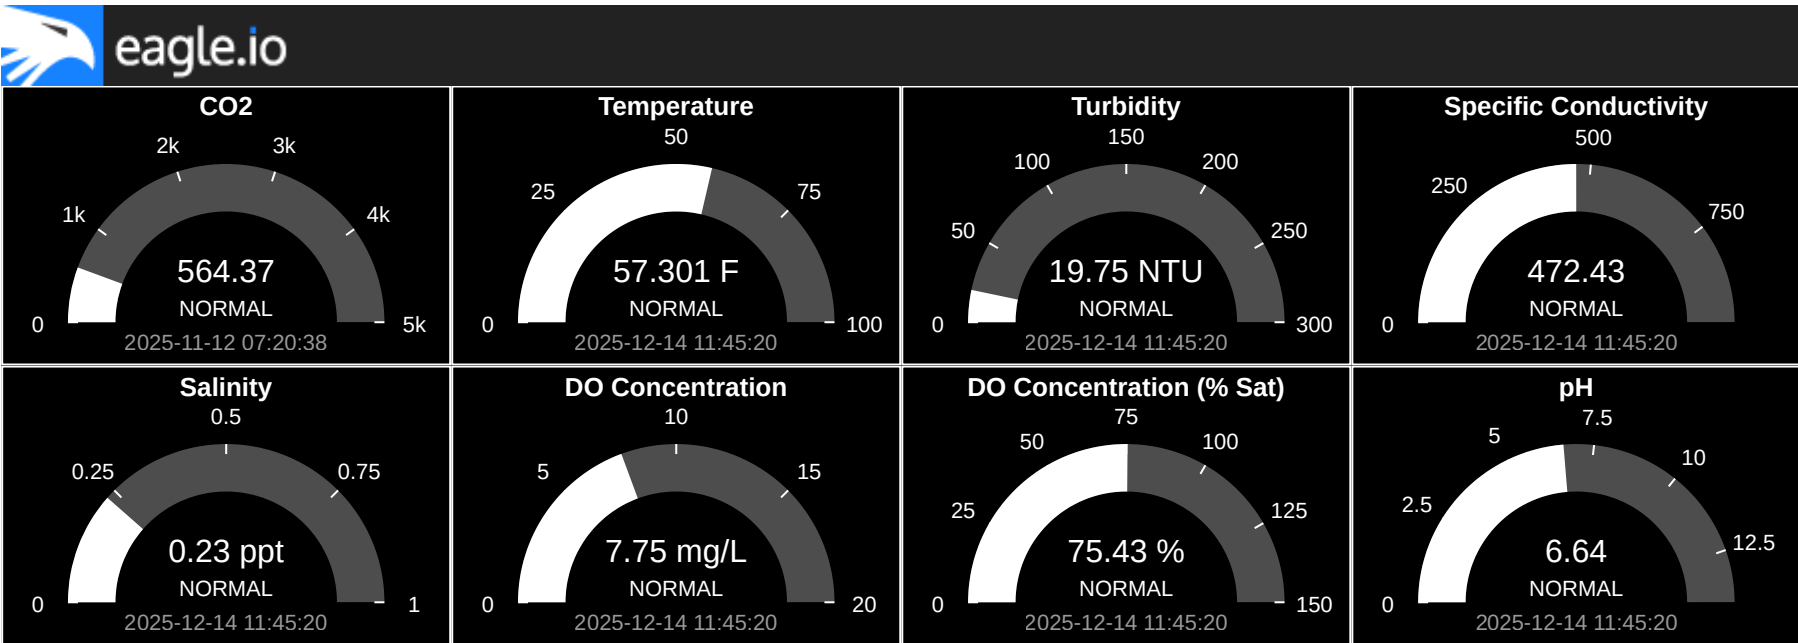 eagle.io
CO2
2k
3k
1k
4k
564.37
NORMAL
0
5k
2025-11-12 07:20:38
Temperature
50
25
75
57.301 F
NORMAL
0
100
2025-12-14 11:45:20
Turbidity
150
100
200
50
250
19.75 NTU
NORMAL
0
300
2025-12-14 11:45:20
Specific Conductivity
500
250
750
472.43
NORMAL
0
2025-12-14 11:45:20
Salinity
0.5
0.25
0.75
0.23 ppt
NORMAL
0
1
2025-12-14 11:45:20
DO Concentration
10
5
15
7.75 mg/L
NORMAL
0
20
2025-12-14 11:45:20
DO Concentration (% Sat)
75
50
100
25
125
75.43 %
NORMAL
0
150
2025-12-14 11:45:20
pH
7.5
5
10
2.5
12.5
6.64
NORMAL
0
2025-12-14 11:45:20